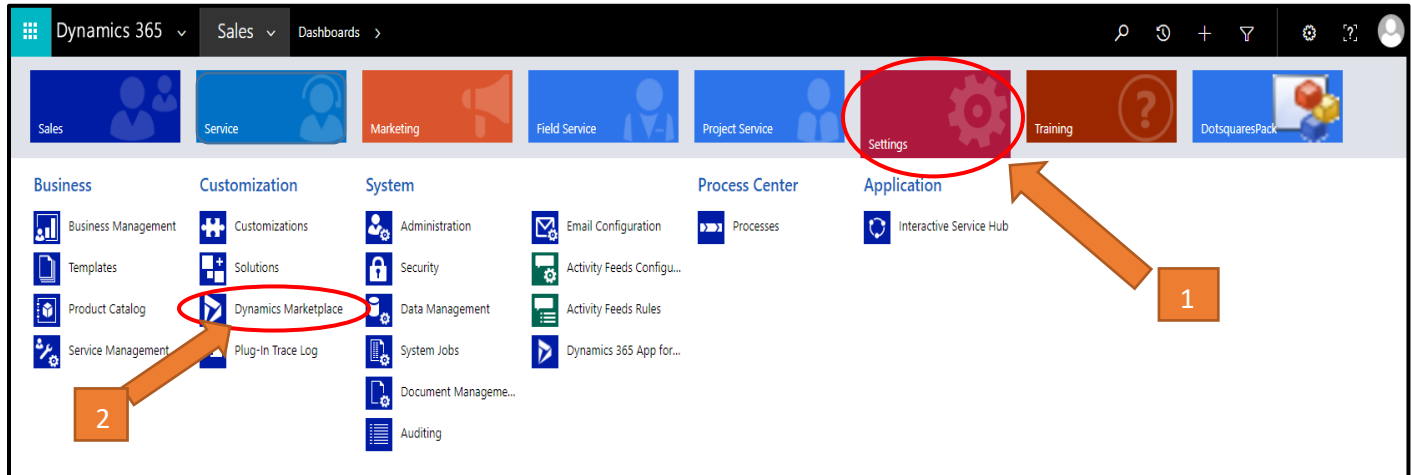 Dynamics 365 Sales Dashboards >
[?]
Sales
Service
Marketing
Field Service
Project Service
Settings
Training
DotsquaresPack
?
1
Business
Business Management
Templates
Product Catalog
Service Management
Customization
Customizations
Solutions
Dynamics Marketplace
Plug-In Trace Log
2
System
Administration
Security
Data Management
System Jobs
Document Manageme...
Auditing
Email Configuration
Activity Feeds Configu...
Activity Feeds Rules
Dynamics 365 App for...
Process Center
Processes
Application
Interactive Service Hub